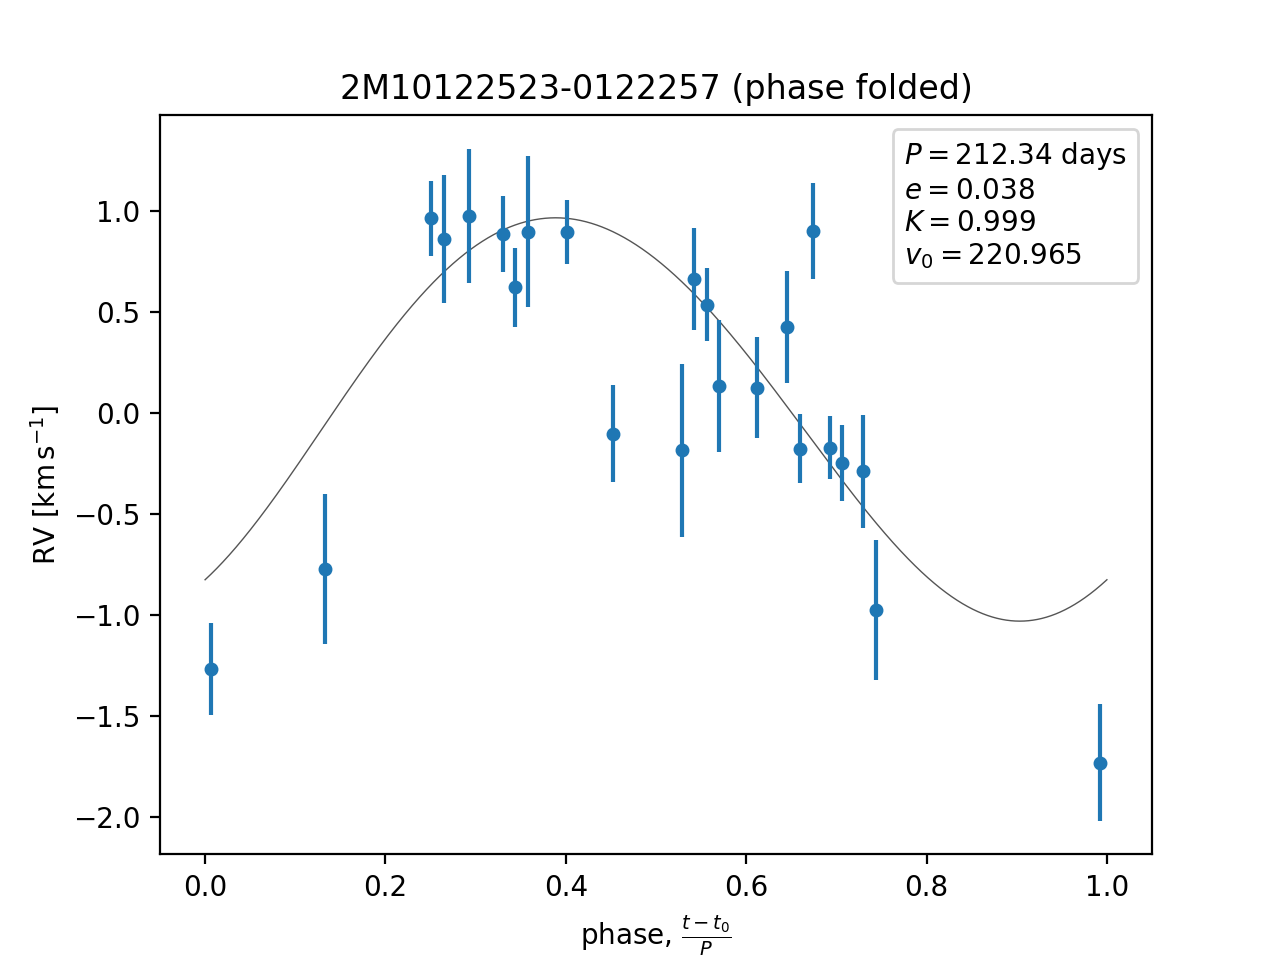 2M10122523-0122257 (phase folded)
P = 212.34 days
e = 0.038
K = 0.999
v₀ = 220.965
1.0
0.5
0.0
−0.5
−1.0
−1.5
−2.0
RV [km s⁻¹]
0.0 0.2 0.4 0.6 0.8 1.0
phase, (t − t₀)/P